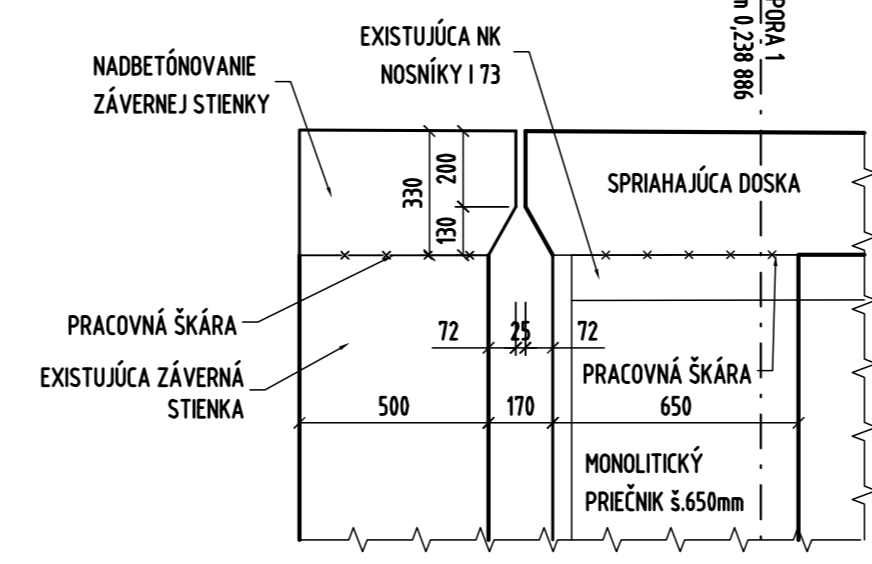 EXISTUJÚCA NK
NOSNÍKY I 73
NADBETÓNOVANIE
ZÁVERNEJ STIENKY
PORA 1
m 0,238 886
330
200
130
SPRIAHAJÚCA DOSKA
PRACOVNÁ ŠKÁRA
72
25
72
EXISTUJÚCA ZÁVERNÁ
STIENKA
PRACOVNÁ ŠKÁRA
500
170
650
MONOLITICKÝ
PRIEČNIK š.650mm